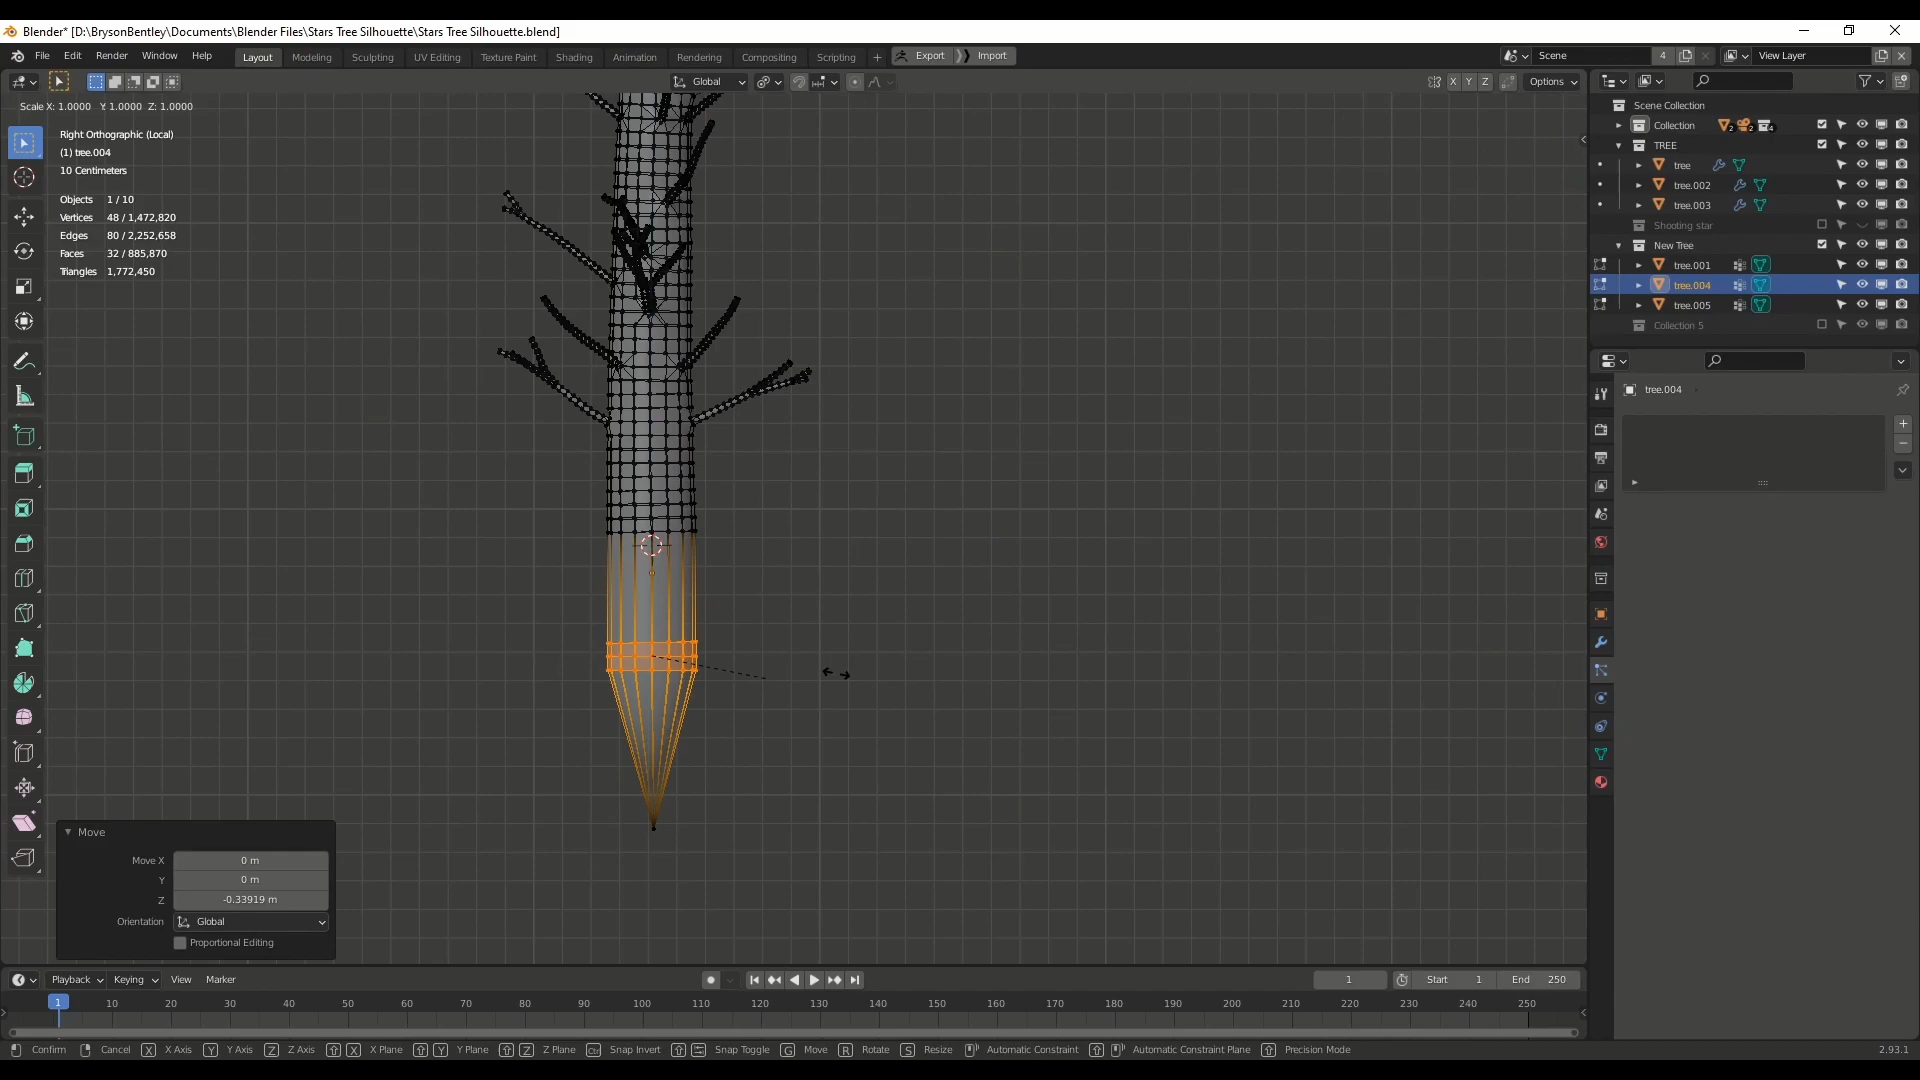 Blender* [D:\BrysonBentley\Documents\Blender Files\Stars Tree Silhouette\Stars Tree Silhouette.blend]
File Edit Render Window Help Layout Modeling Sculpting UV Editing Texture Paint Shading Animation Rendering Compositing Scripting + Export Import Scene 4 View Layer
Global X Y Z Options
Scale X: 1.0000 Y: 1.0000 Z: 1.0000
Right Orthographic (Local)
(1) tree.004
10 Centimeters
Objects 1 / 10
Vertices 48 / 1,472,820
Edges 80 / 2,252,658
Faces 32 / 885,870
Triangles 1,772,450
Scene Collection
Collection 2 2 4
TREE
tree
tree.002
tree.003
Shooting star
New Tree
tree.001
tree.004
tree.005
Collection 5
tree.004
Move
Move X 0 m
Y 0 m
Z -0.33919 m
Orientation Global
Proportional Editing
Playback Keying View Marker 1 Start 1 End 250
1 10 20 30 40 50 60 70 80 90 100 110 120 130 140 150 160 170 180 190 200 210 220 230 240 250
Confirm Cancel X X Axis Y Y Axis Z Z Axis X X Plane Y Y Plane Z Z Plane Ctrl Snap Invert Snap Toggle G Move R Rotate S Resize Automatic Constraint Automatic Constraint Plane Precision Mode 2.93.1